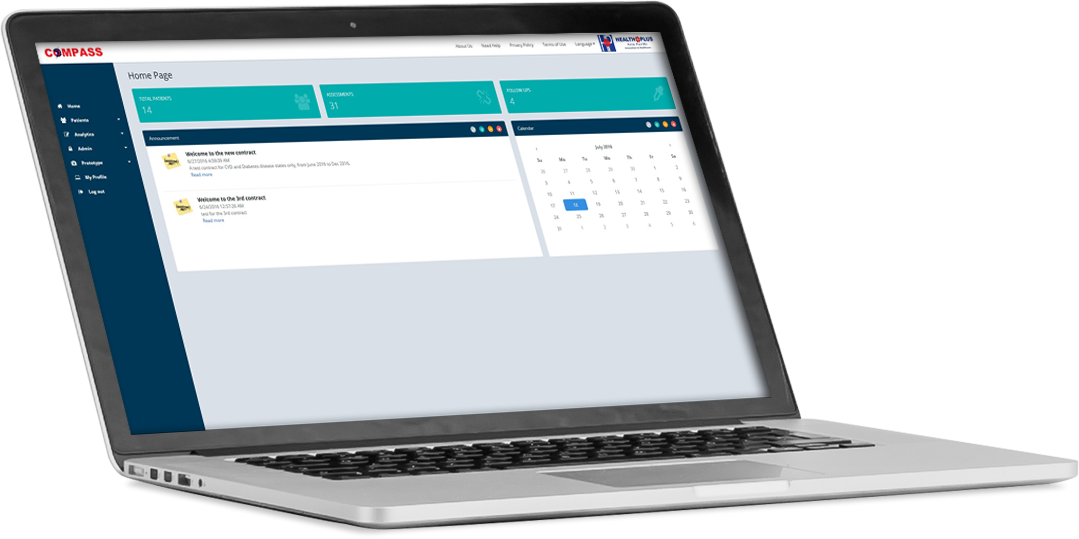 COMPASS
About Us Need Help Privacy Policy Terms of Use Language
HEALTH PLUS
Home Page
TOTAL PATIENTS
14
ASSESSMENTS
31
FOLLOW UPS
4
Home
Patients
Analytics
Admin
Prototype
My Profile
Log out
Announcement
Welcome to the new contract
6/27/2016 4:59:39 AM
A test contract for CVD and Diabetes disease states only, from June 2016 to Dec 2016.
Read more
Welcome to the 3rd contract
6/24/2016 12:57:28 AM
test for the 3rd contract
Read more
Calendar
‹ July 2016 ›
Su Mo Tu We Th Fr Sa
26 27 28 29 30 1 2
3 4 5 6 7 8 9
10 11 12 13 14 15 16
17 18 19 20 21 22 23
24 25 26 27 28 29 30
31 1 2 3 4 5 6